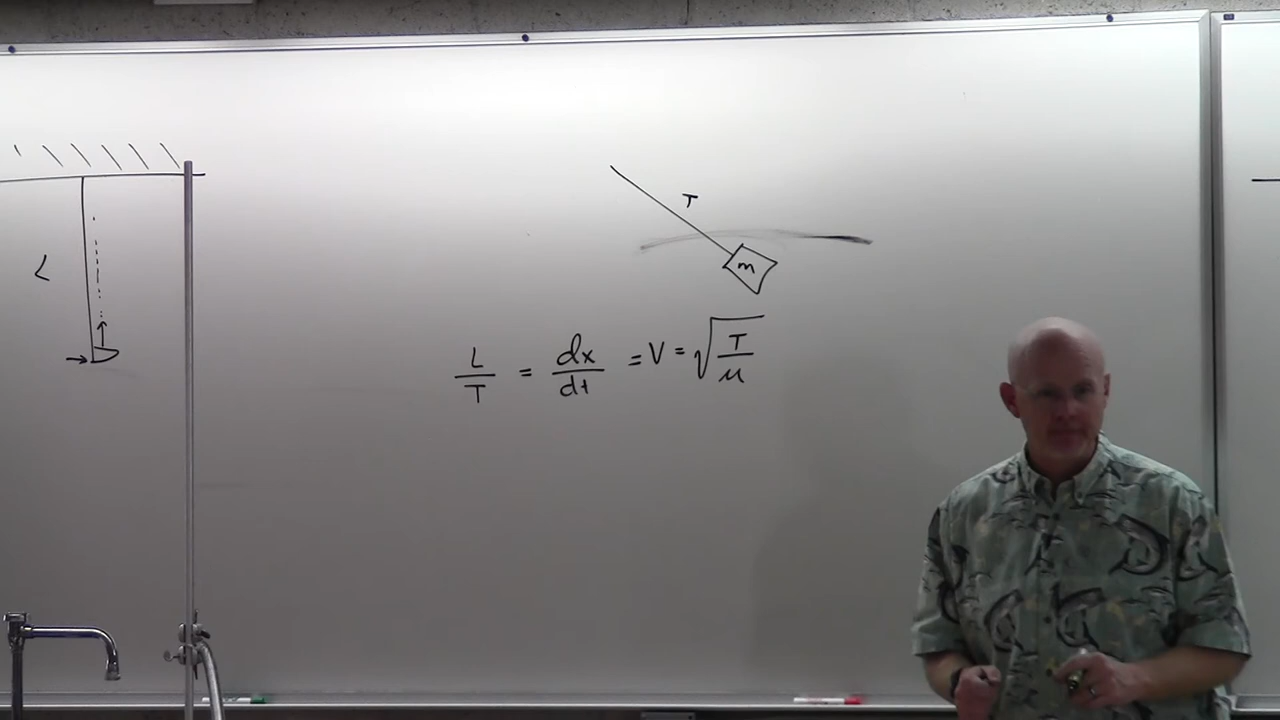 L
T
m
L/T = dx/dt = V = √(T/μ)